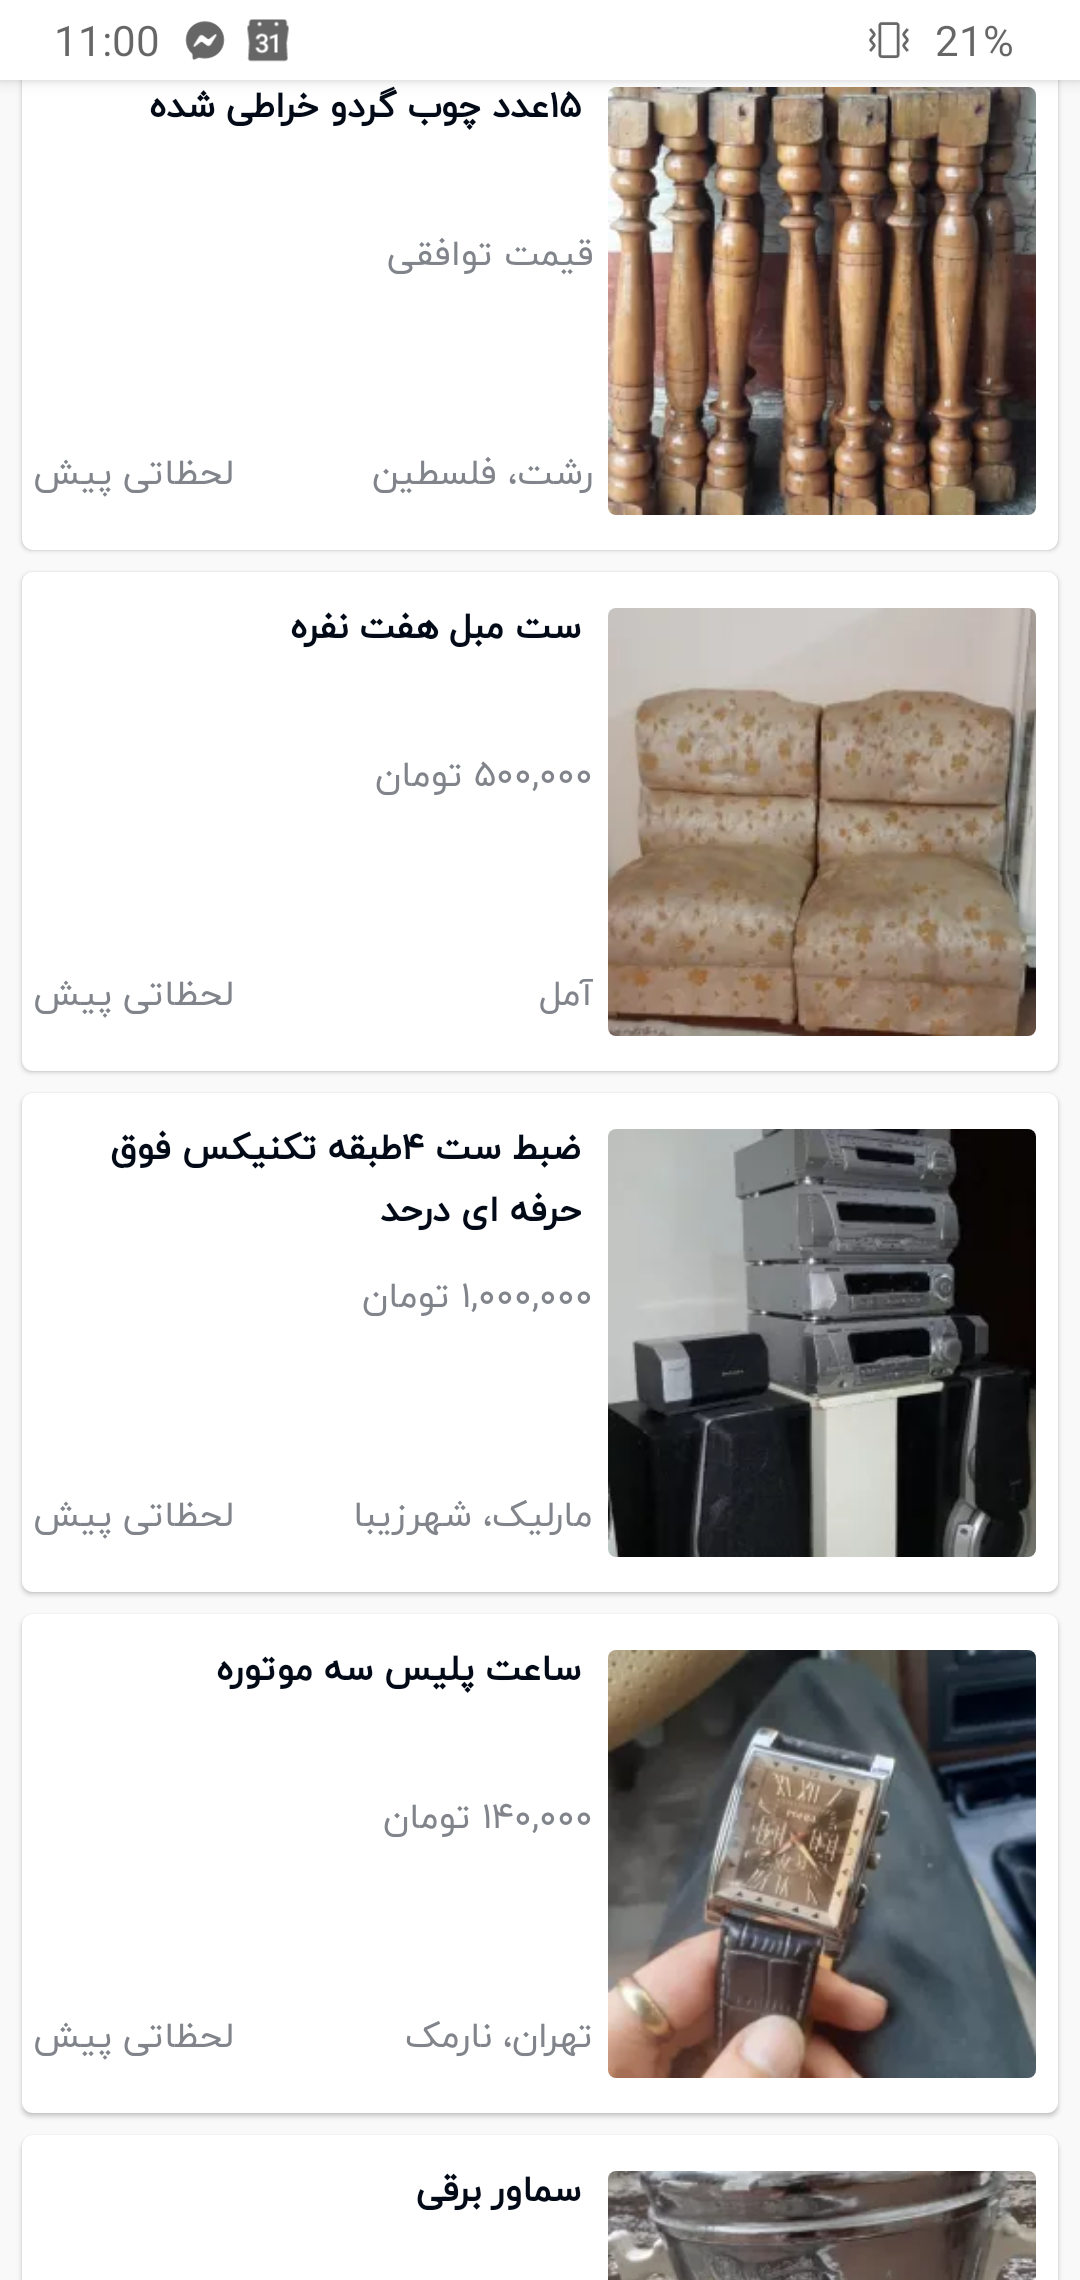 11:00
31
21%
۱۵عدد چوب گردو خراطی شده
قیمت توافقی
رشت، فلسطین
لحظاتی پیش
ست مبل هفت نفره
۵۰۰,۰۰۰ تومان
آمل
لحظاتی پیش
ضبط ست ۴طبقه تکنیکس فوق
حرفه ای درحد
۱,۰۰۰,۰۰۰ تومان
مارلیک، شهرزیبا
لحظاتی پیش
ساعت پلیس سه موتوره
۱۴۰,۰۰۰ تومان
تهران، نارمک
لحظاتی پیش
سماور برقی